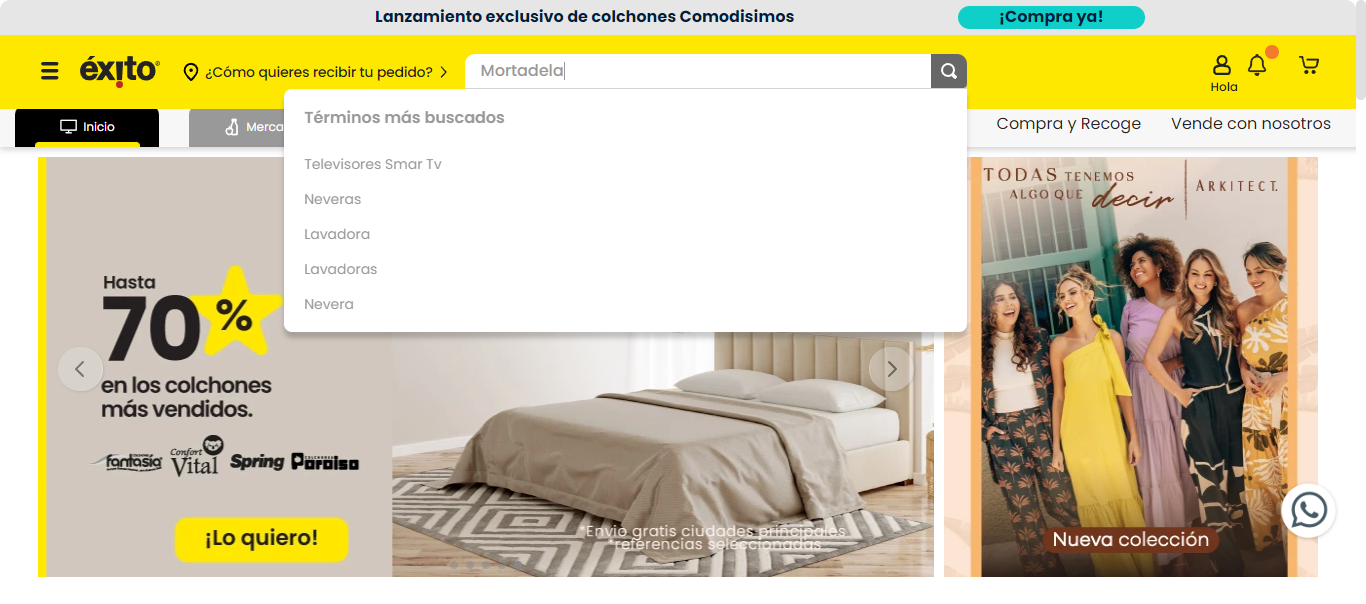 Lanzamiento exclusivo de colchones Comodisimos
¡Compra ya!
éxito
¿Cómo quieres recibir tu pedido?
Mortadela
Hola
Inicio
Merca
Compra y Recoge
Vende con nosotros
Términos más buscados
Televisores Smar Tv
Neveras
Lavadora
Lavadoras
Nevera
Hasta
70%
en los colchones
más vendidos.
fantasía
Confort
Vital
Spring
COLCHONES
Paraíso
¡Lo quiero!
*Envio gratis ciudades principales
*referencias seleccionadas
TODAS TENEMOS
ALGO QUE decir
ARKITECT.
Nueva colección